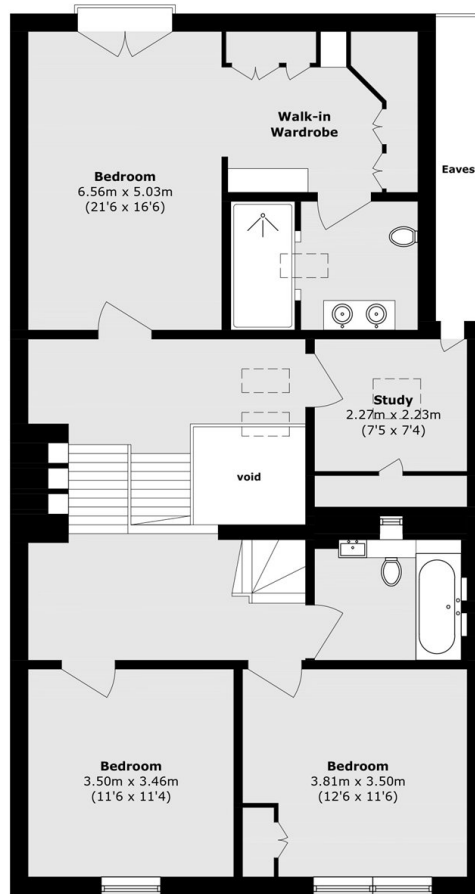 Walk-in
Wardrobe
Bedroom
6.56m x 5.03m
(21'6 x 16'6)
Eaves
Study
2.27m x 2.23m
(7'5 x 7'4)
void
Bedroom
3.50m x 3.46m
(11'6 x 11'4)
Bedroom
3.81m x 3.50m
(12'6 x 11'6)